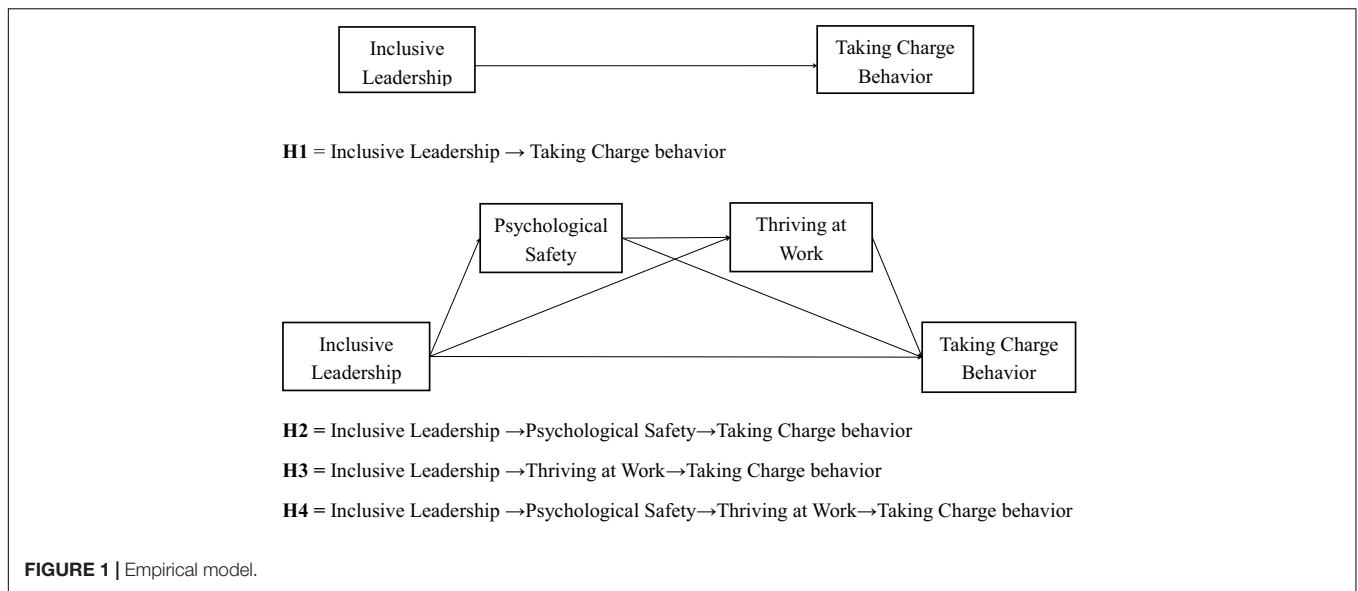 Inclusive
Leadership
Taking Charge
Behavior
H1 = Inclusive Leadership → Taking Charge behavior
Psychological
Safety
Thriving at
Work
Inclusive
Leadership
Taking Charge
Behavior
H2 = Inclusive Leadership →Psychological Safety→Taking Charge behavior
H3 = Inclusive Leadership →Thriving at Work→Taking Charge behavior
H4 = Inclusive Leadership →Psychological Safety→Thriving at Work→Taking Charge behavior
FIGURE 1 | Empirical model.